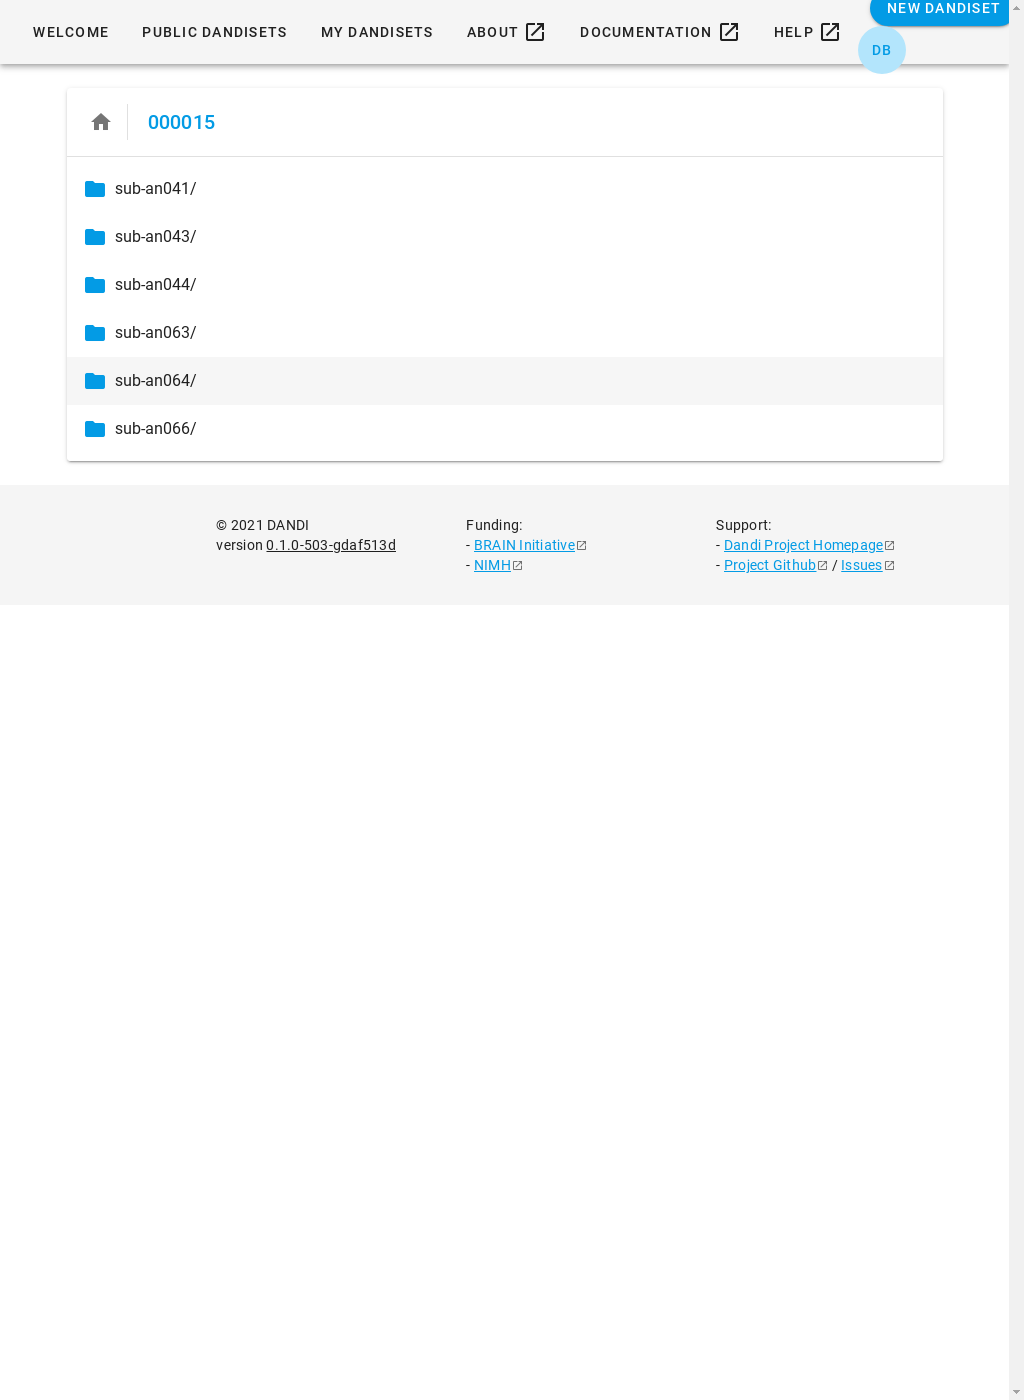 NEW DANDISET
WELCOME PUBLIC DANDISETS MY DANDISETS ABOUT DOCUMENTATION HELP
DB
000015
sub-an041/
sub-an043/
sub-an044/
sub-an063/
sub-an064/
sub-an066/
© 2021 DANDI
version 0.1.0-503-gdaf513d
Funding:
- BRAIN Initiative
- NIMH
Support:
- Dandi Project Homepage
- Project Github / Issues